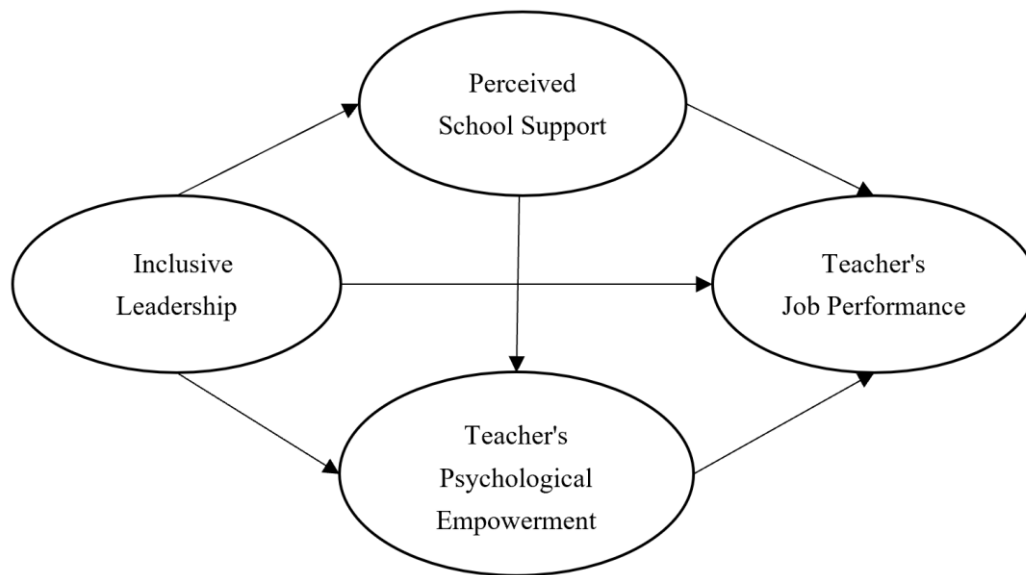 Perceived
School Support
Inclusive
Leadership
Teacher's
Job Performance
Teacher's
Psychological
Empowerment